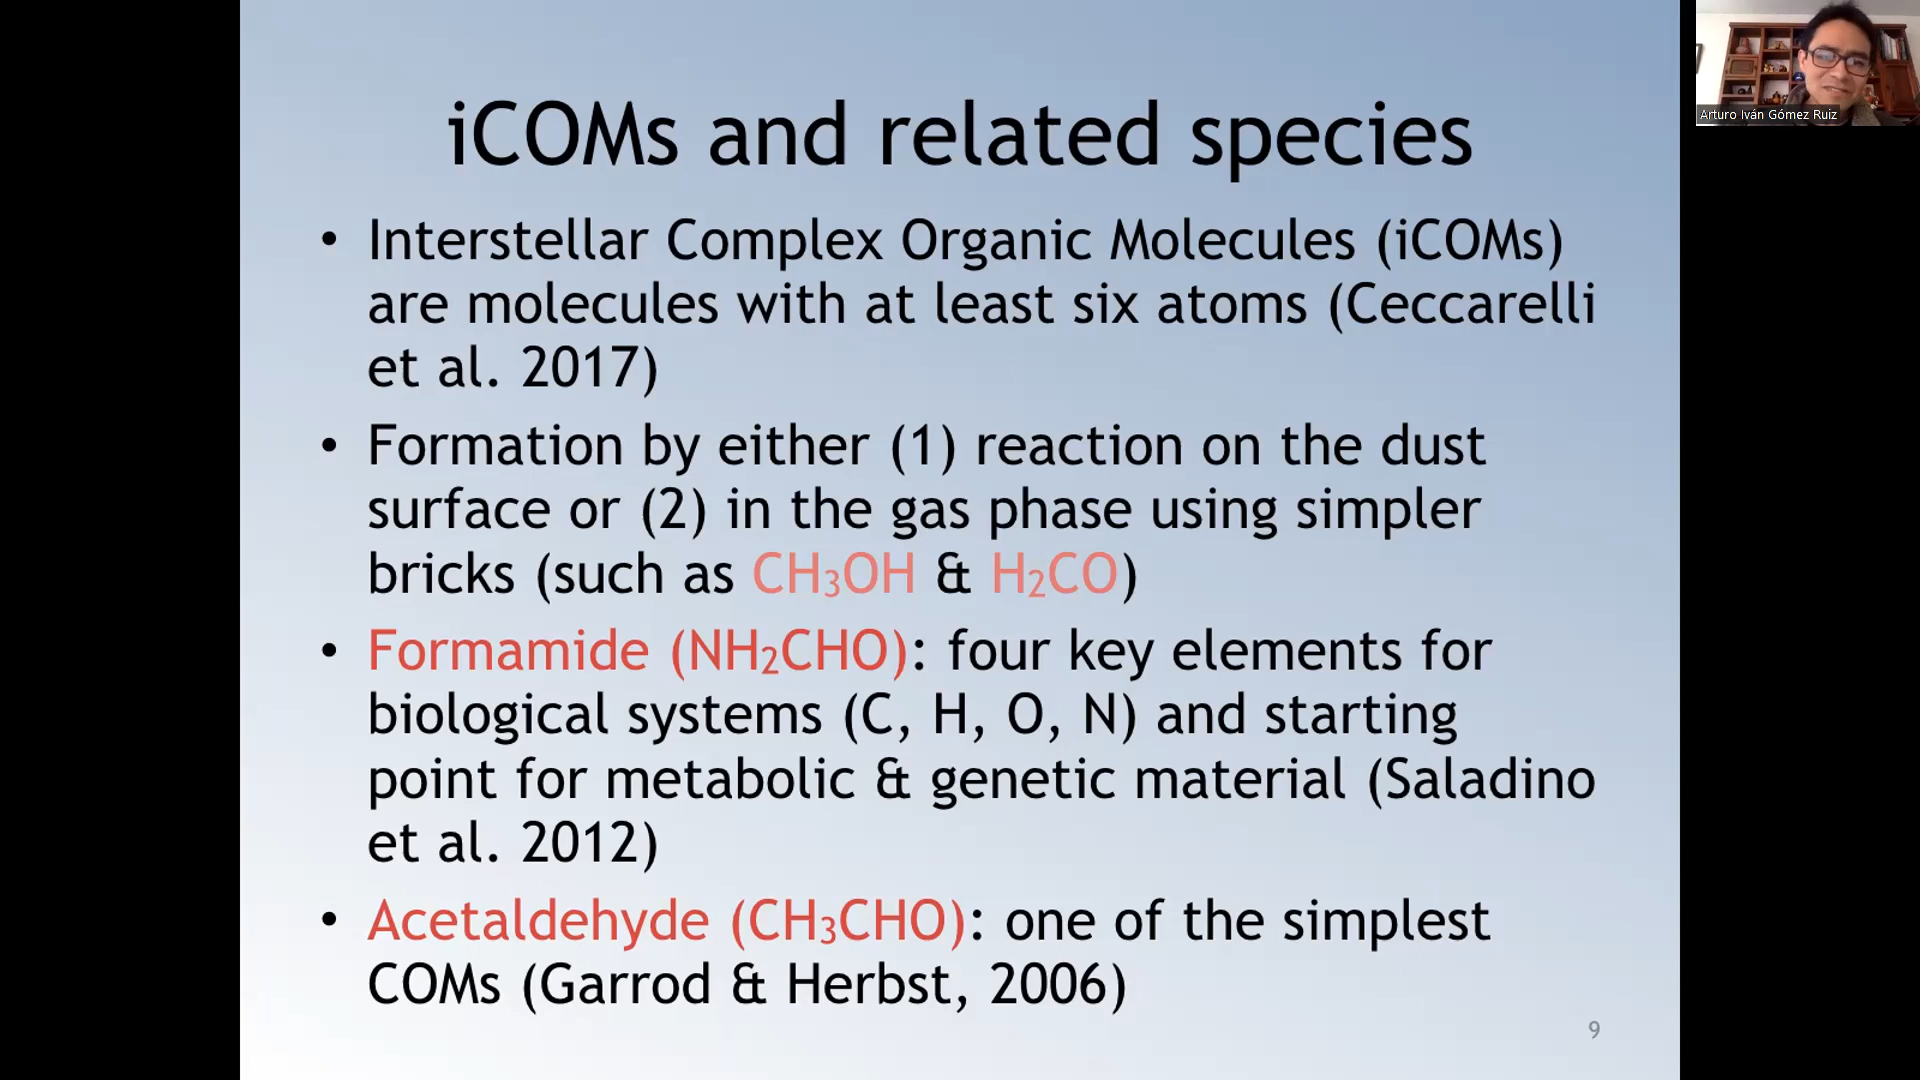 iCOMs and related species
• Interstellar Complex Organic Molecules (iCOMs)
are molecules with at least six atoms (Ceccarelli
et al. 2017)
• Formation by either (1) reaction on the dust
surface or (2) in the gas phase using simpler
bricks (such as CH₃OH & H₂CO)
• Formamide (NH₂CHO): four key elements for
biological systems (C, H, O, N) and starting
point for metabolic & genetic material (Saladino
et al. 2012)
• Acetaldehyde (CH₃CHO): one of the simplest
COMs (Garrod & Herbst, 2006)
9
Arturo Iván Gómez Ruiz